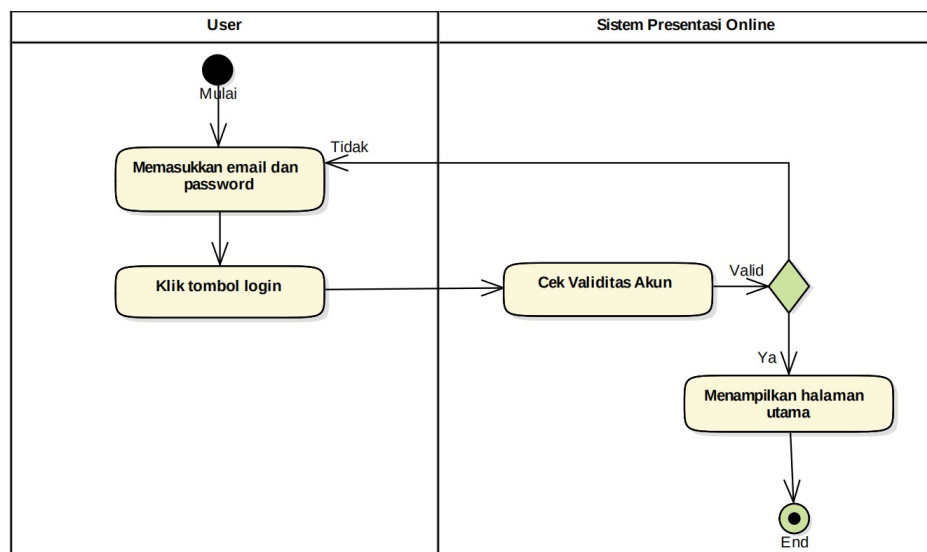 User
Sistem Presentasi Online
Mulai
Tidak
Memasukkan email dan
password
Klik tombol login
Cek Validitas Akun
Valid
Ya
Menampilkan halaman
utama
End